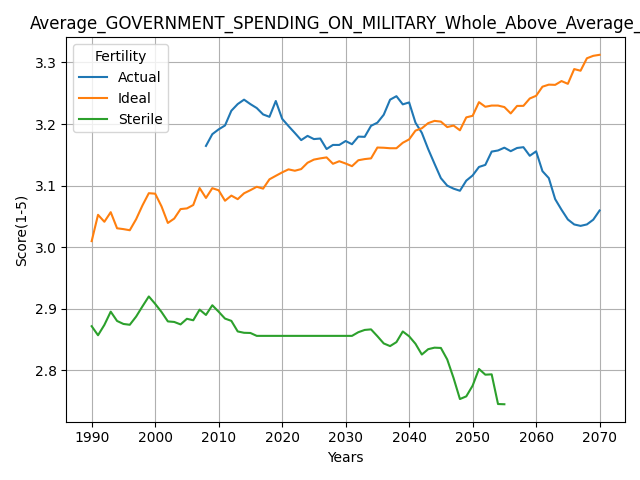 Average_GOVERNMENT_SPENDING_ON_MILITARY_Whole_Above_Average_
Fertility
Actual
Ideal
Sterile
Score(1-5)
3.3
3.2
3.1
3.0
2.9
2.8
1990 2000 2010 2020 2030 2040 2050 2060 2070
Years